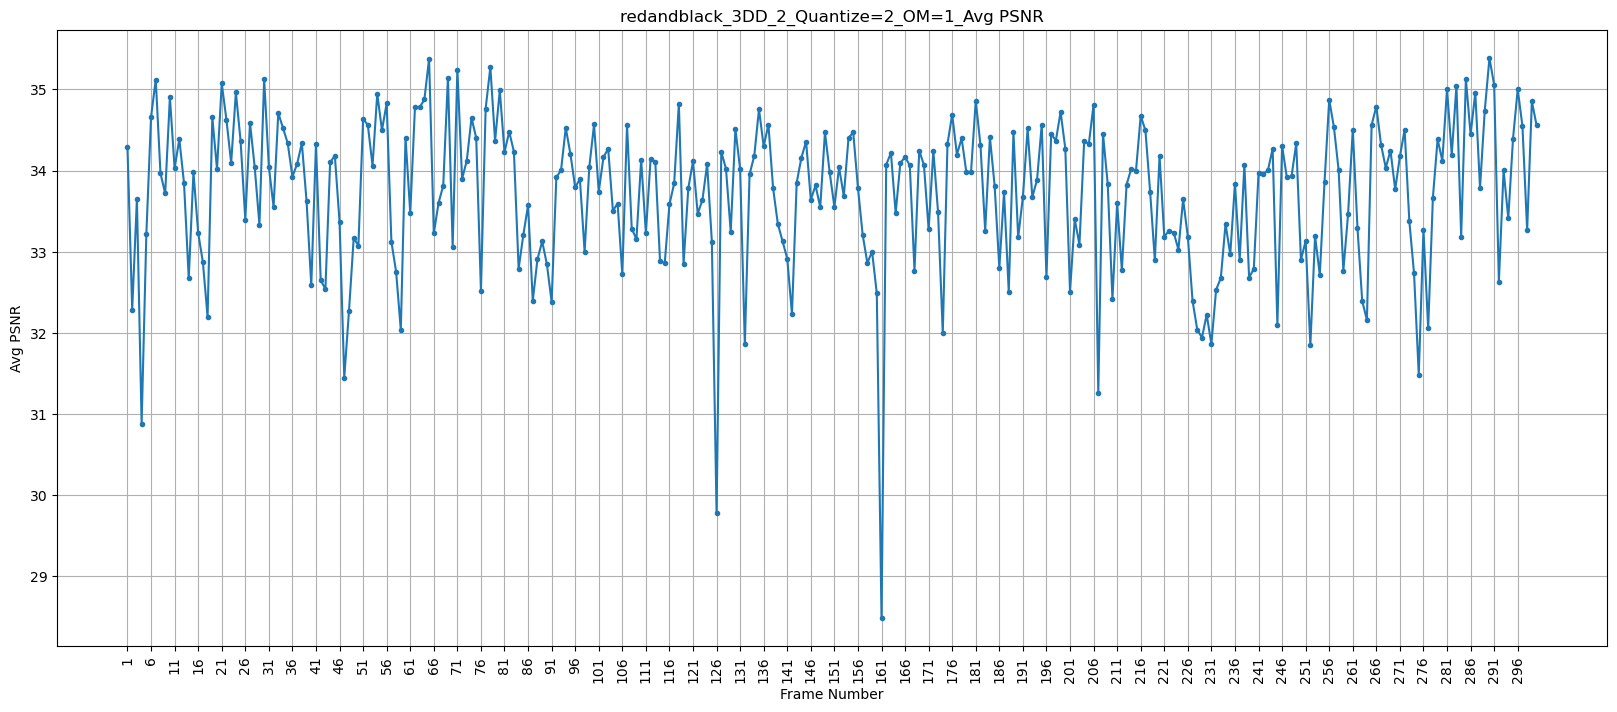 redandblack_3DD_2_Quantize=2_OM=1_Avg PSNR
Avg PSNR
35
34
33
32
31
30
29
1 6 11 16 21 26 31 36 41 46 51 56 61 66 71 76 81 86 91 96 101 106 111 116 121 126 131 136 141 146 151 156 161 166 171 176 181 186 191 196 201 206 211 216 221 226 231 236 241 246 251 256 261 266 271 276 281 286 291 296
Frame Number